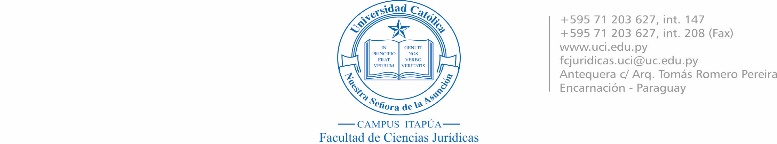 Universidad Católica
IN
PRINCIPIO
ERAT
VERBUM
GENUIT
NOS
VERBO
VERITATIS
Nuestra Señora de la Asunción
CAMPUS ITAPÚA
Facultad de Ciencias Jurídicas
+595 71 203 627, int. 147
+595 71 203 627, int. 208 (Fax)
www.uci.edu.py
fcjuridicas.uci@uc.edu.py
Antequera c/ Arq. Tomás Romero Pereira
Encarnación - Paraguay